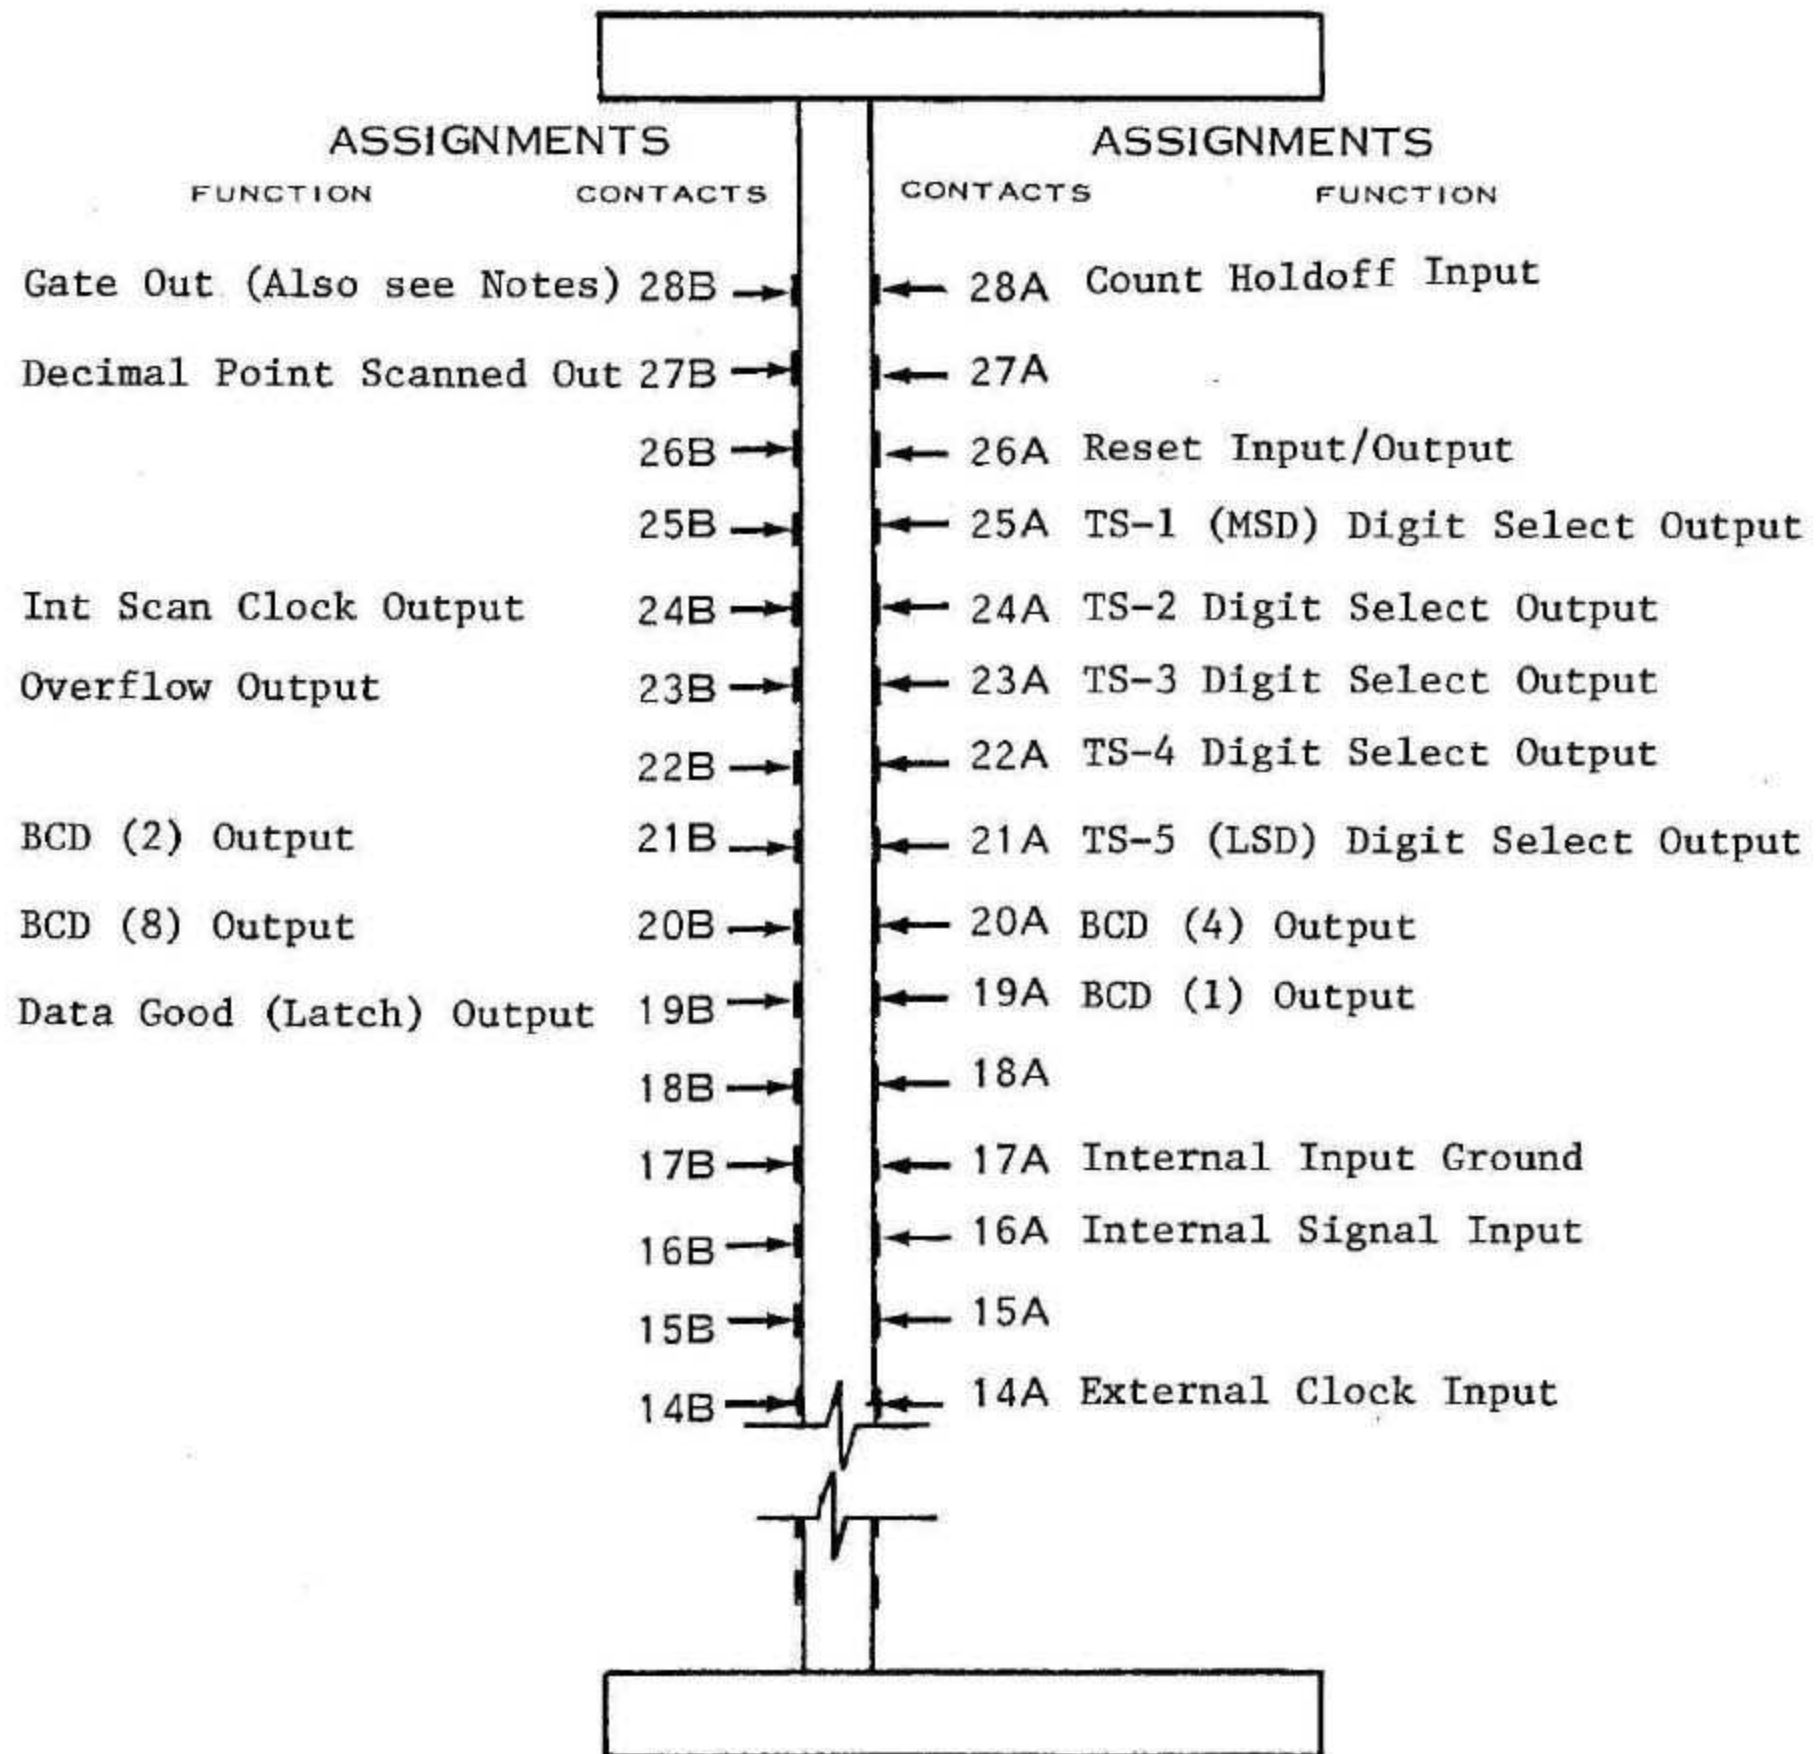 ASSIGNMENTS ASSIGNMENTS
FUNCTION CONTACTS CONTACTS FUNCTION
Gate Out (Also see Notes) 28B 28A Count Holdoff Input
Decimal Point Scanned Out 27B 27A
26B 26A Reset Input/Output
25B 25A TS-1 (MSD) Digit Select Output
Int Scan Clock Output 24B 24A TS-2 Digit Select Output
Overflow Output 23B 23A TS-3 Digit Select Output
22B 22A TS-4 Digit Select Output
BCD (2) Output 21B 21A TS-5 (LSD) Digit Select Output
BCD (8) Output 20B 20A BCD (4) Output
Data Good (Latch) Output 19B 19A BCD (1) Output
18B 18A
17B 17A Internal Input Ground
16B 16A Internal Signal Input
15B 15A
14B 14A External Clock Input